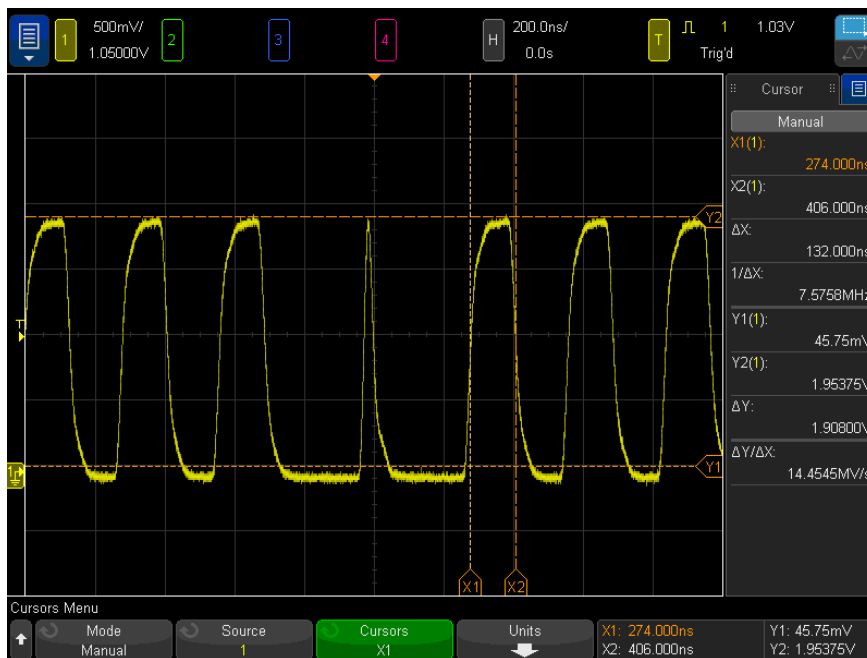 1 500mV/ 2 3 4 H 200.0ns/ T 1 1.03V
1.05000V 0.0s Trig'd
Cursor
Manual
X1(1):
274.000ns
X2(1):
406.000ns
ΔX:
132.000ns
1/ΔX:
7.5758MHz
Y1(1):
45.75mV
Y2(1):
1.95375V
ΔY:
1.90800V
ΔY/ΔX:
14.4545MV/s
Y2
T
Y1
1
X1 X2
Cursors Menu
Mode
Manual
Source
1
Cursors
X1
Units
X1: 274.000ns
X2: 406.000ns
Y1: 45.75mV
Y2: 1.95375V